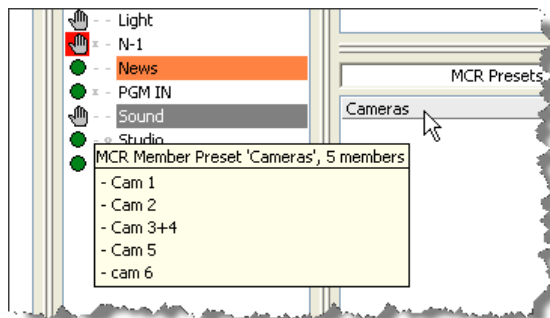 Light
x - N-1
News
x - PGM IN
Sound
Studio
MCR Member Preset 'Cameras', 5 members
- Cam 1
- Cam 2
- Cam 3+4
- Cam 5
- cam 6
MCR Presets
Cameras